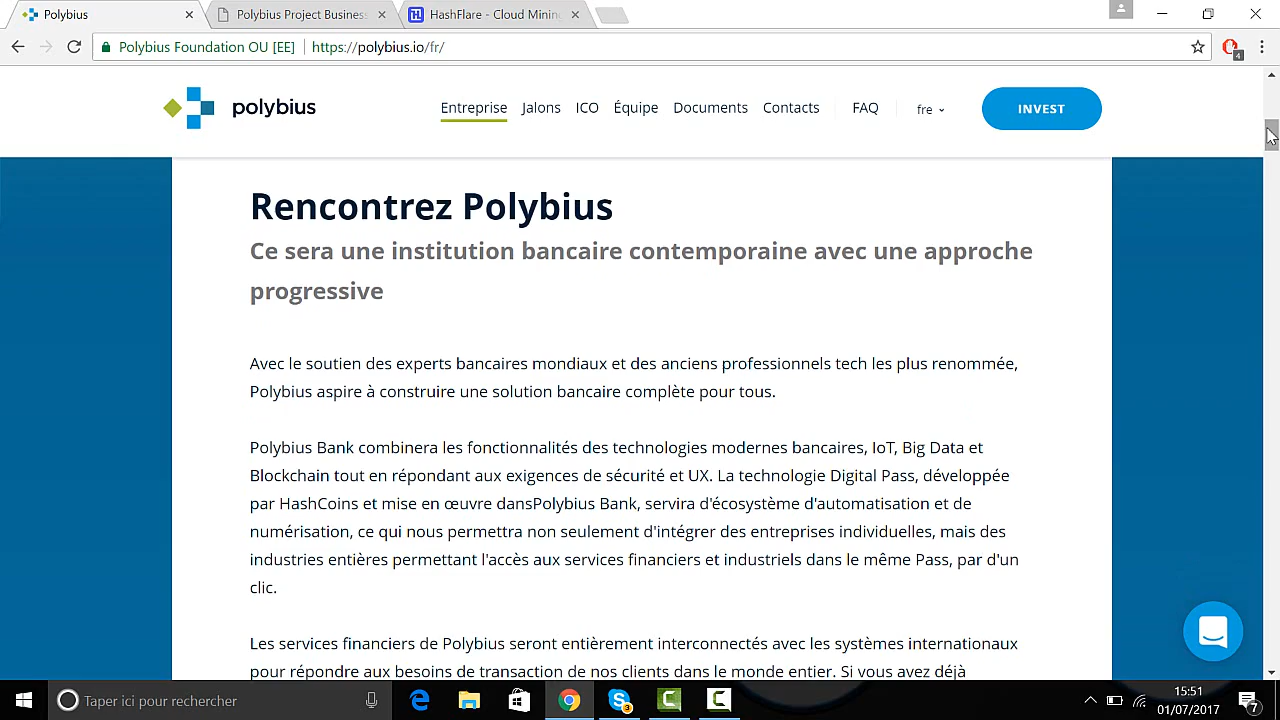 Polybius
Polybius Project Business
HashFlare - Cloud Mining
Polybius Foundation OU [EE]
https://polybius.io/fr/
4
polybius
Entreprise
Jalons
ICO
Équipe
Documents
Contacts
FAQ
fre
INVEST
Rencontrez Polybius
Ce sera une institution bancaire contemporaine avec une approche
progressive
Avec le soutien des experts bancaires mondiaux et des anciens professionnels tech les plus renommée,
Polybius aspire à construire une solution bancaire complète pour tous.
Polybius Bank combinera les fonctionnalités des technologies modernes bancaires, IoT, Big Data et
Blockchain tout en répondant aux exigences de sécurité et UX. La technologie Digital Pass, développée
par HashCoins et mise en œuvre dansPolybius Bank, servira d'écosystème d'automatisation et de
numérisation, ce qui nous permettra non seulement d'intégrer des entreprises individuelles, mais des
industries entières permettant l'accès aux services financiers et industriels dans le même Pass, par d'un
clic.
Les services financiers de Polybius seront entièrement interconnectés avec les systèmes internationaux
pour répondre aux besoins de transaction de nos clients dans le monde entier. Si vous avez déjà
Taper ici pour rechercher
3
15:51
01/07/2017
7